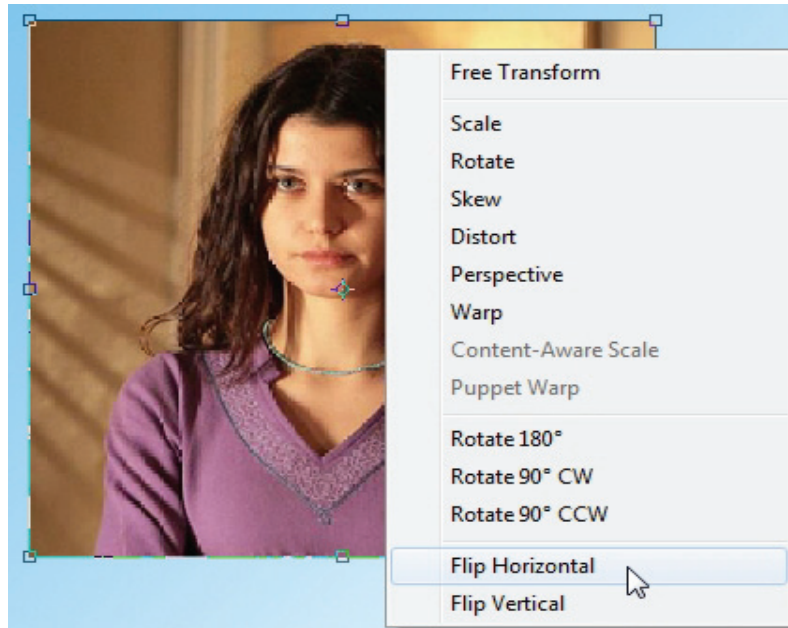 Free Transform
Scale
Rotate
Skew
Distort
Perspective
Warp
Content-Aware Scale
Puppet Warp
Rotate 180°
Rotate 90° CW
Rotate 90° CCW
Flip Horizontal
Flip Vertical